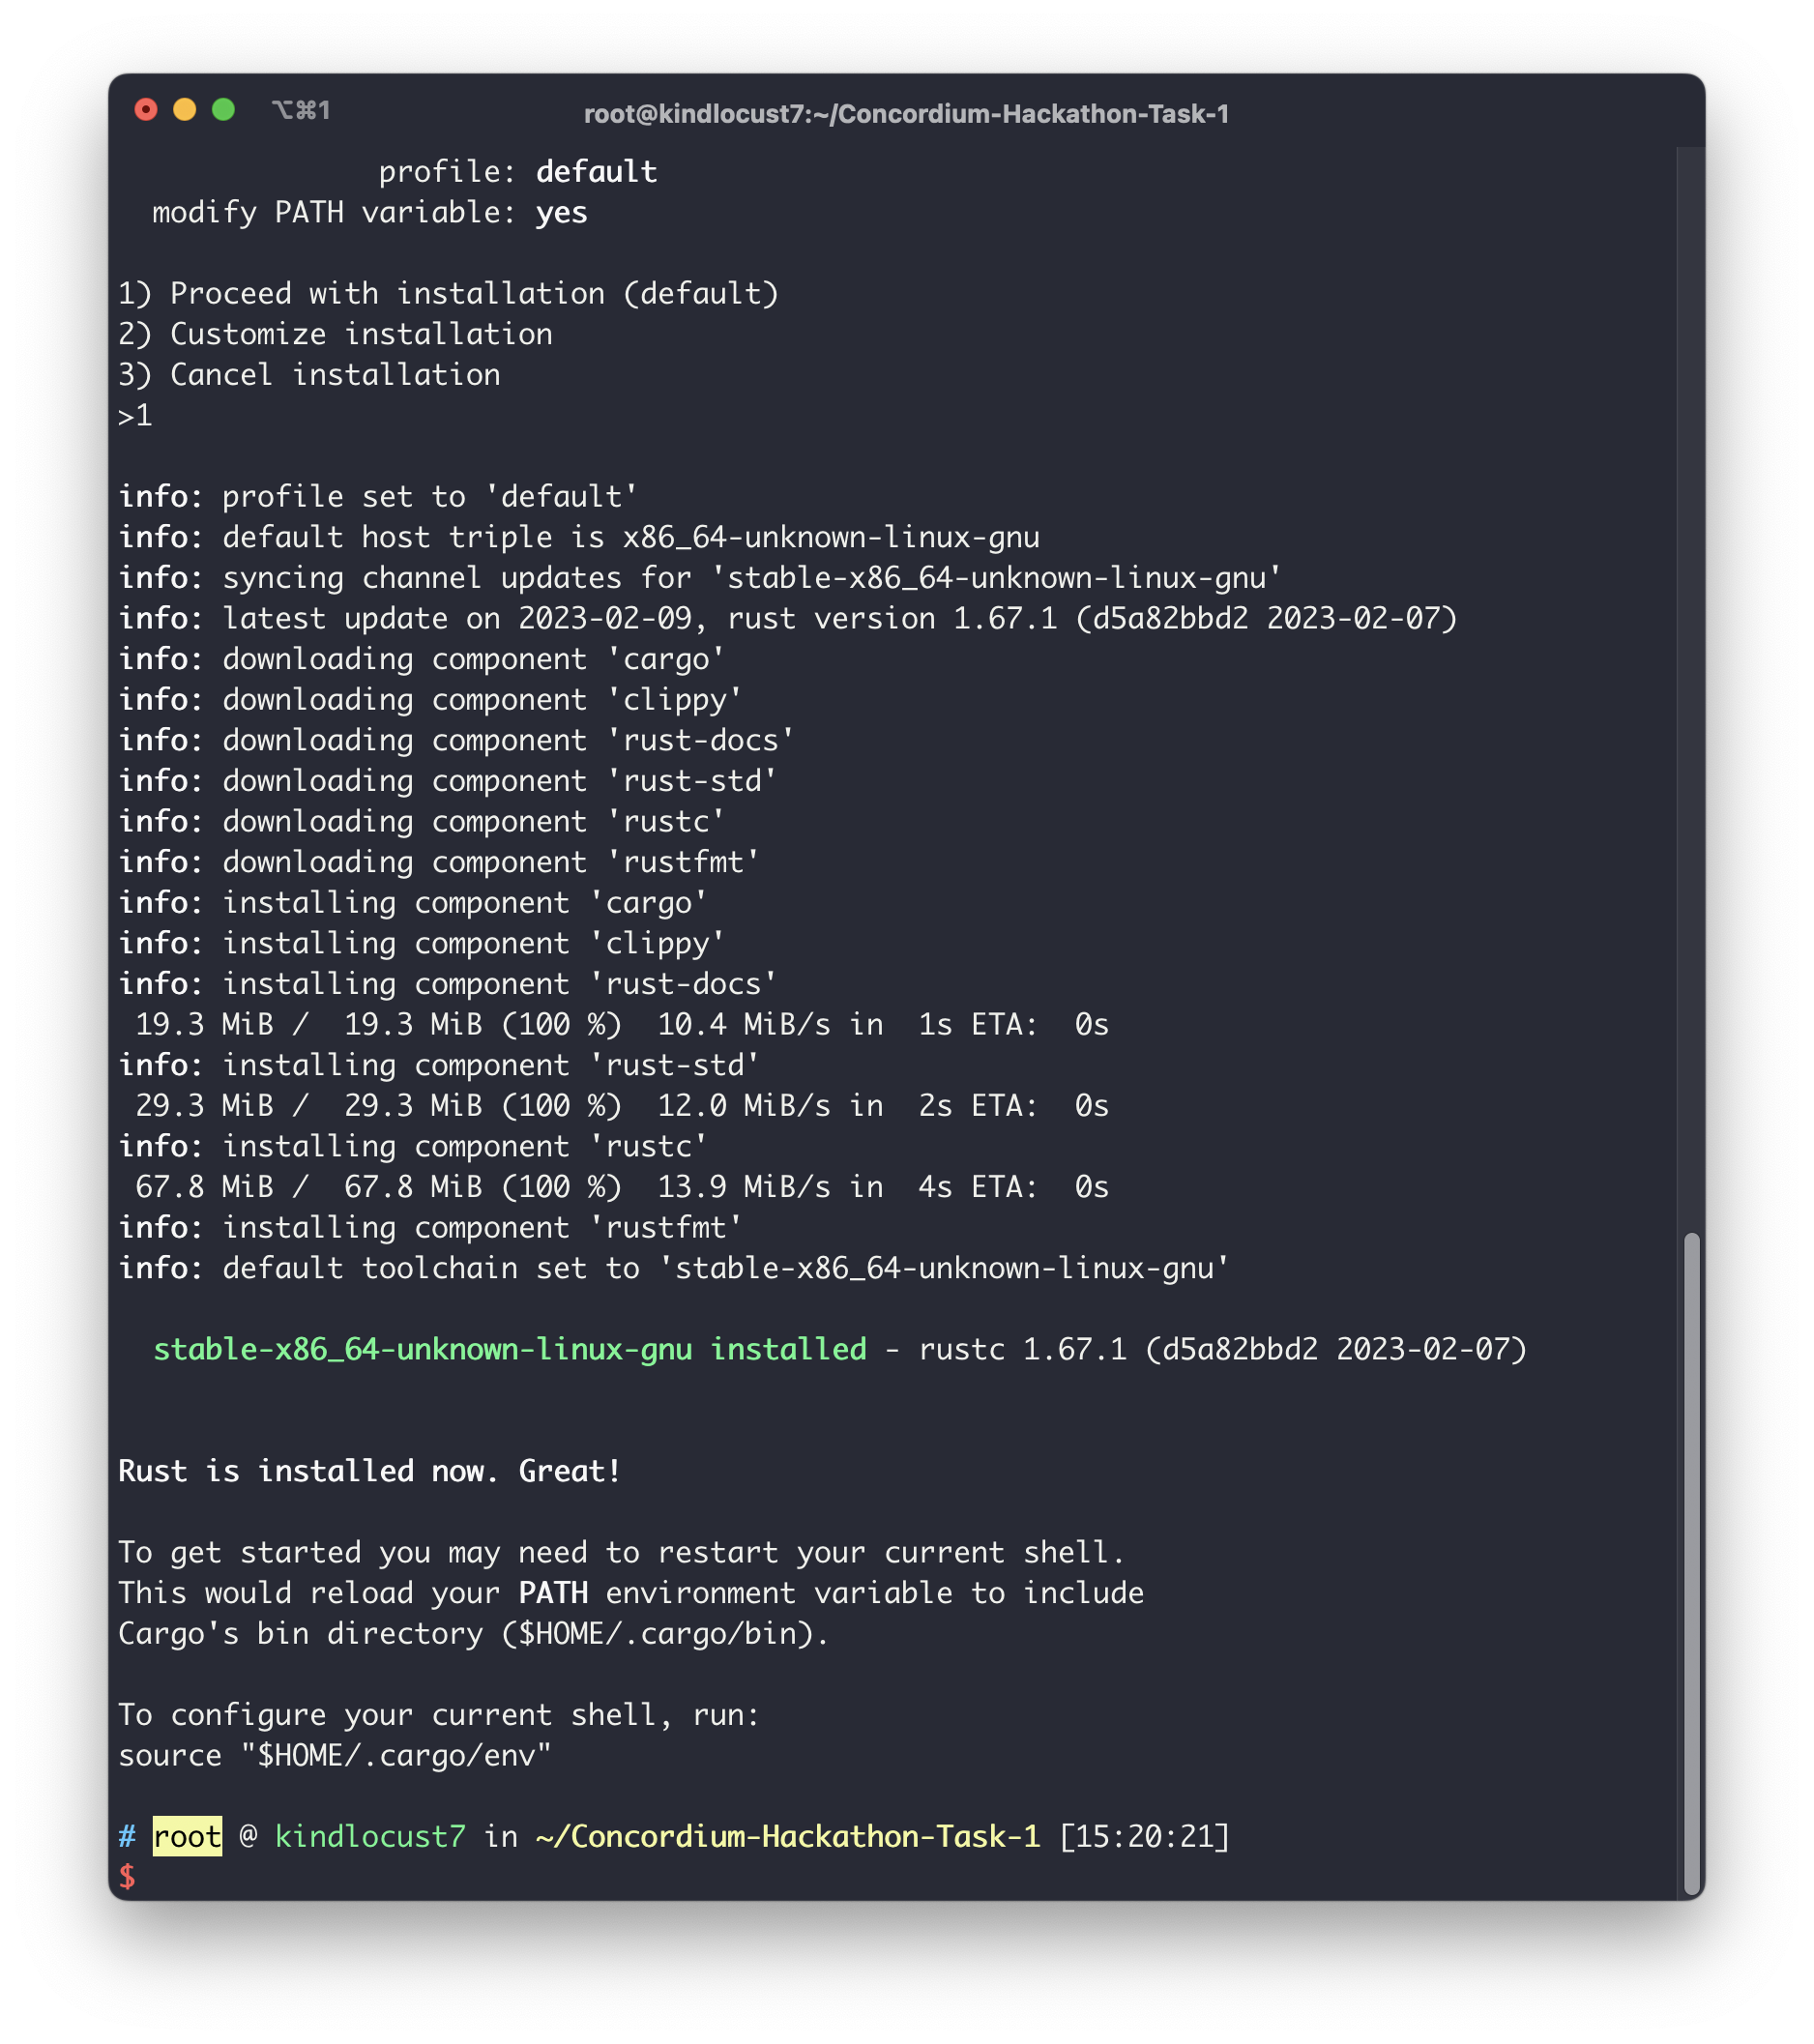 ⌥⌘1
root@kindlocust7:~/Concordium-Hackathon-Task-1
profile: default
modify PATH variable: yes
1) Proceed with installation (default)
2) Customize installation
3) Cancel installation
>1
info: profile set to 'default'
info: default host triple is x86_64-unknown-linux-gnu
info: syncing channel updates for 'stable-x86_64-unknown-linux-gnu'
info: latest update on 2023-02-09, rust version 1.67.1 (d5a82bbd2 2023-02-07)
info: downloading component 'cargo'
info: downloading component 'clippy'
info: downloading component 'rust-docs'
info: downloading component 'rust-std'
info: downloading component 'rustc'
info: downloading component 'rustfmt'
info: installing component 'cargo'
info: installing component 'clippy'
info: installing component 'rust-docs'
19.3 MiB /  19.3 MiB (100 %)  10.4 MiB/s in  1s ETA:  0s
info: installing component 'rust-std'
29.3 MiB /  29.3 MiB (100 %)  12.0 MiB/s in  2s ETA:  0s
info: installing component 'rustc'
67.8 MiB /  67.8 MiB (100 %)  13.9 MiB/s in  4s ETA:  0s
info: installing component 'rustfmt'
info: default toolchain set to 'stable-x86_64-unknown-linux-gnu'
stable-x86_64-unknown-linux-gnu installed - rustc 1.67.1 (d5a82bbd2 2023-02-07)
Rust is installed now. Great!
To get started you may need to restart your current shell.
This would reload your PATH environment variable to include
Cargo's bin directory ($HOME/.cargo/bin).
To configure your current shell, run:
source "$HOME/.cargo/env"
# root @ kindlocust7 in ~/Concordium-Hackathon-Task-1 [15:20:21]
$